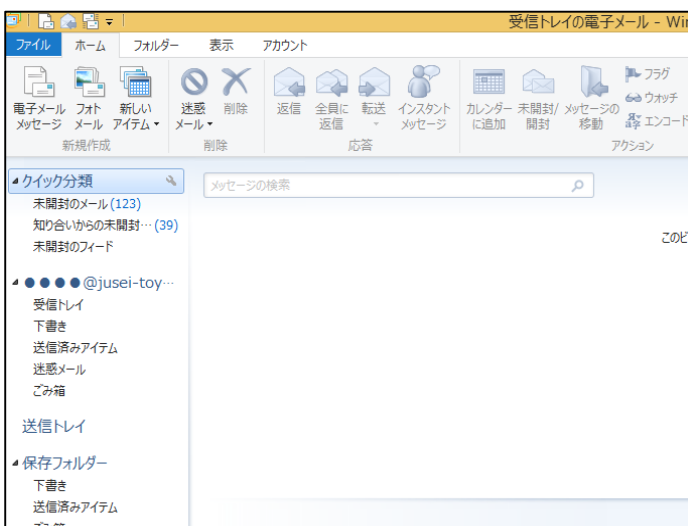 受信トレイの電子メール - Wi
ファイル ホーム フォルダー 表示 アカウント
電子メール メッセージ
フォト メール
新しい アイテム
迷惑 メール
削除
返信
全員に 返信
転送
インスタント メッセージ
カレンダー に追加
未開封/ 開封
メッセージの 移動
フラグ
ウォッチ
エンコード
新規作成 削除 応答 アクション
クイック分類
メッセージの検索
未開封のメール (123)
知り合いからの未開封… (39)
未開封のフィード
このビ
●●●●@jusei-toy…
受信トレイ
下書き
送信済みアイテム
迷惑メール
ごみ箱
送信トレイ
保存フォルダー
下書き
送信済みアイテム